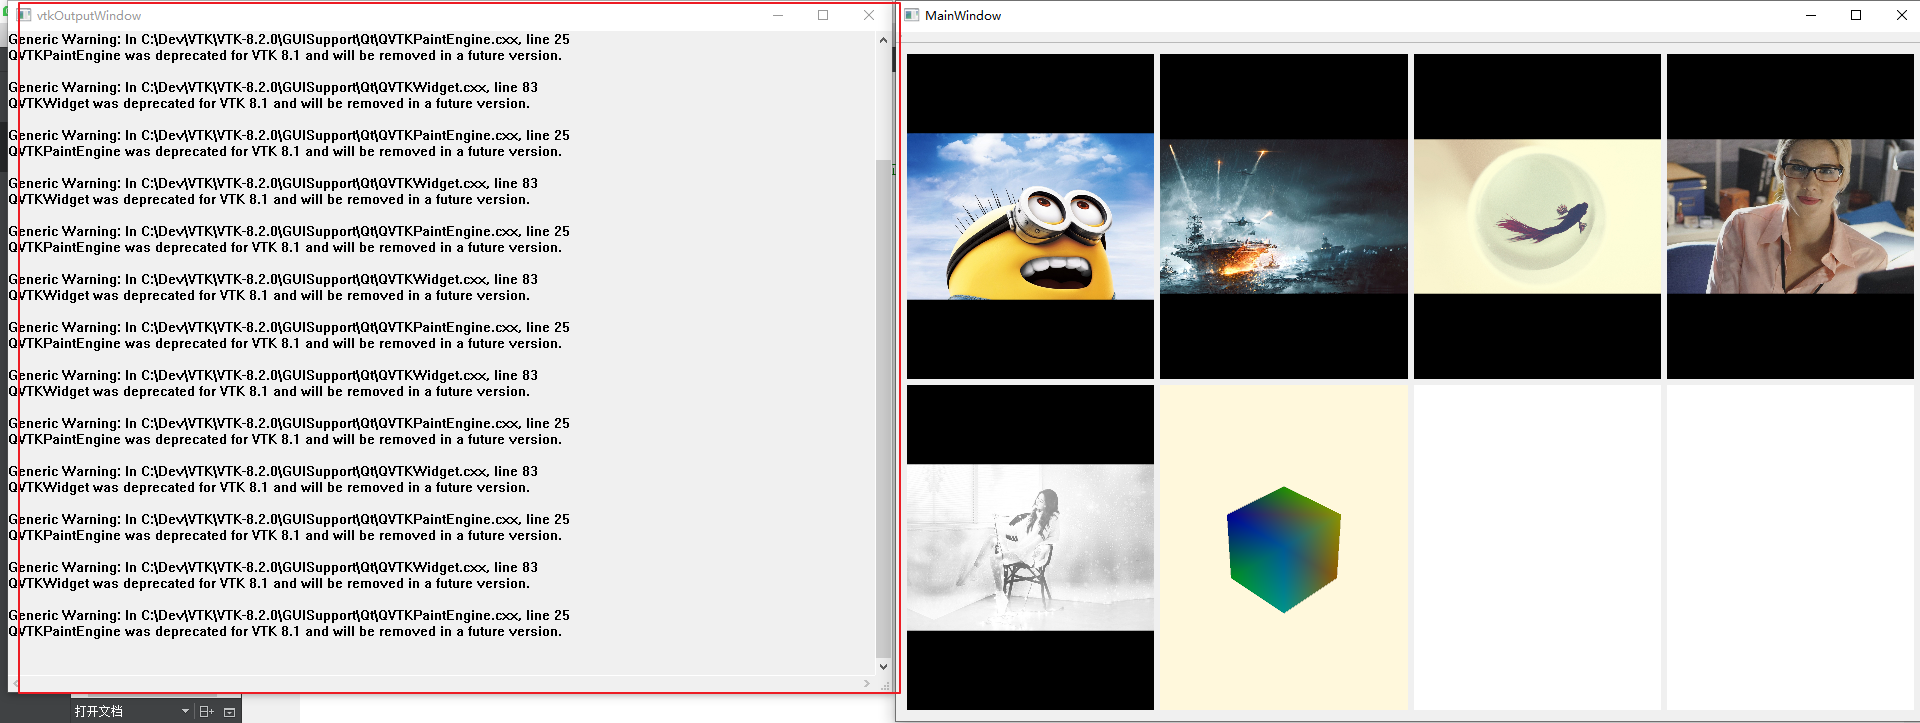 vtkOutputWindow
Generic Warning: In C:\Dev\VTK\VTK-8.2.0\GUISupport\Qt\QVTKPaintEngine.cxx, line 25
QVTKPaintEngine was deprecated for VTK 8.1 and will be removed in a future version.
Generic Warning: In C:\Dev\VTK\VTK-8.2.0\GUISupport\Qt\QVTKWidget.cxx, line 83
QVTKWidget was deprecated for VTK 8.1 and will be removed in a future version.
Generic Warning: In C:\Dev\VTK\VTK-8.2.0\GUISupport\Qt\QVTKPaintEngine.cxx, line 25
QVTKPaintEngine was deprecated for VTK 8.1 and will be removed in a future version.
Generic Warning: In C:\Dev\VTK\VTK-8.2.0\GUISupport\Qt\QVTKWidget.cxx, line 83
QVTKWidget was deprecated for VTK 8.1 and will be removed in a future version.
Generic Warning: In C:\Dev\VTK\VTK-8.2.0\GUISupport\Qt\QVTKPaintEngine.cxx, line 25
QVTKPaintEngine was deprecated for VTK 8.1 and will be removed in a future version.
Generic Warning: In C:\Dev\VTK\VTK-8.2.0\GUISupport\Qt\QVTKWidget.cxx, line 83
QVTKWidget was deprecated for VTK 8.1 and will be removed in a future version.
Generic Warning: In C:\Dev\VTK\VTK-8.2.0\GUISupport\Qt\QVTKPaintEngine.cxx, line 25
QVTKPaintEngine was deprecated for VTK 8.1 and will be removed in a future version.
Generic Warning: In C:\Dev\VTK\VTK-8.2.0\GUISupport\Qt\QVTKWidget.cxx, line 83
QVTKWidget was deprecated for VTK 8.1 and will be removed in a future version.
Generic Warning: In C:\Dev\VTK\VTK-8.2.0\GUISupport\Qt\QVTKPaintEngine.cxx, line 25
QVTKPaintEngine was deprecated for VTK 8.1 and will be removed in a future version.
Generic Warning: In C:\Dev\VTK\VTK-8.2.0\GUISupport\Qt\QVTKWidget.cxx, line 83
QVTKWidget was deprecated for VTK 8.1 and will be removed in a future version.
Generic Warning: In C:\Dev\VTK\VTK-8.2.0\GUISupport\Qt\QVTKPaintEngine.cxx, line 25
QVTKPaintEngine was deprecated for VTK 8.1 and will be removed in a future version.
Generic Warning: In C:\Dev\VTK\VTK-8.2.0\GUISupport\Qt\QVTKWidget.cxx, line 83
QVTKWidget was deprecated for VTK 8.1 and will be removed in a future version.
Generic Warning: In C:\Dev\VTK\VTK-8.2.0\GUISupport\Qt\QVTKPaintEngine.cxx, line 25
QVTKPaintEngine was deprecated for VTK 8.1 and will be removed in a future version.
打开文档
MainWindow